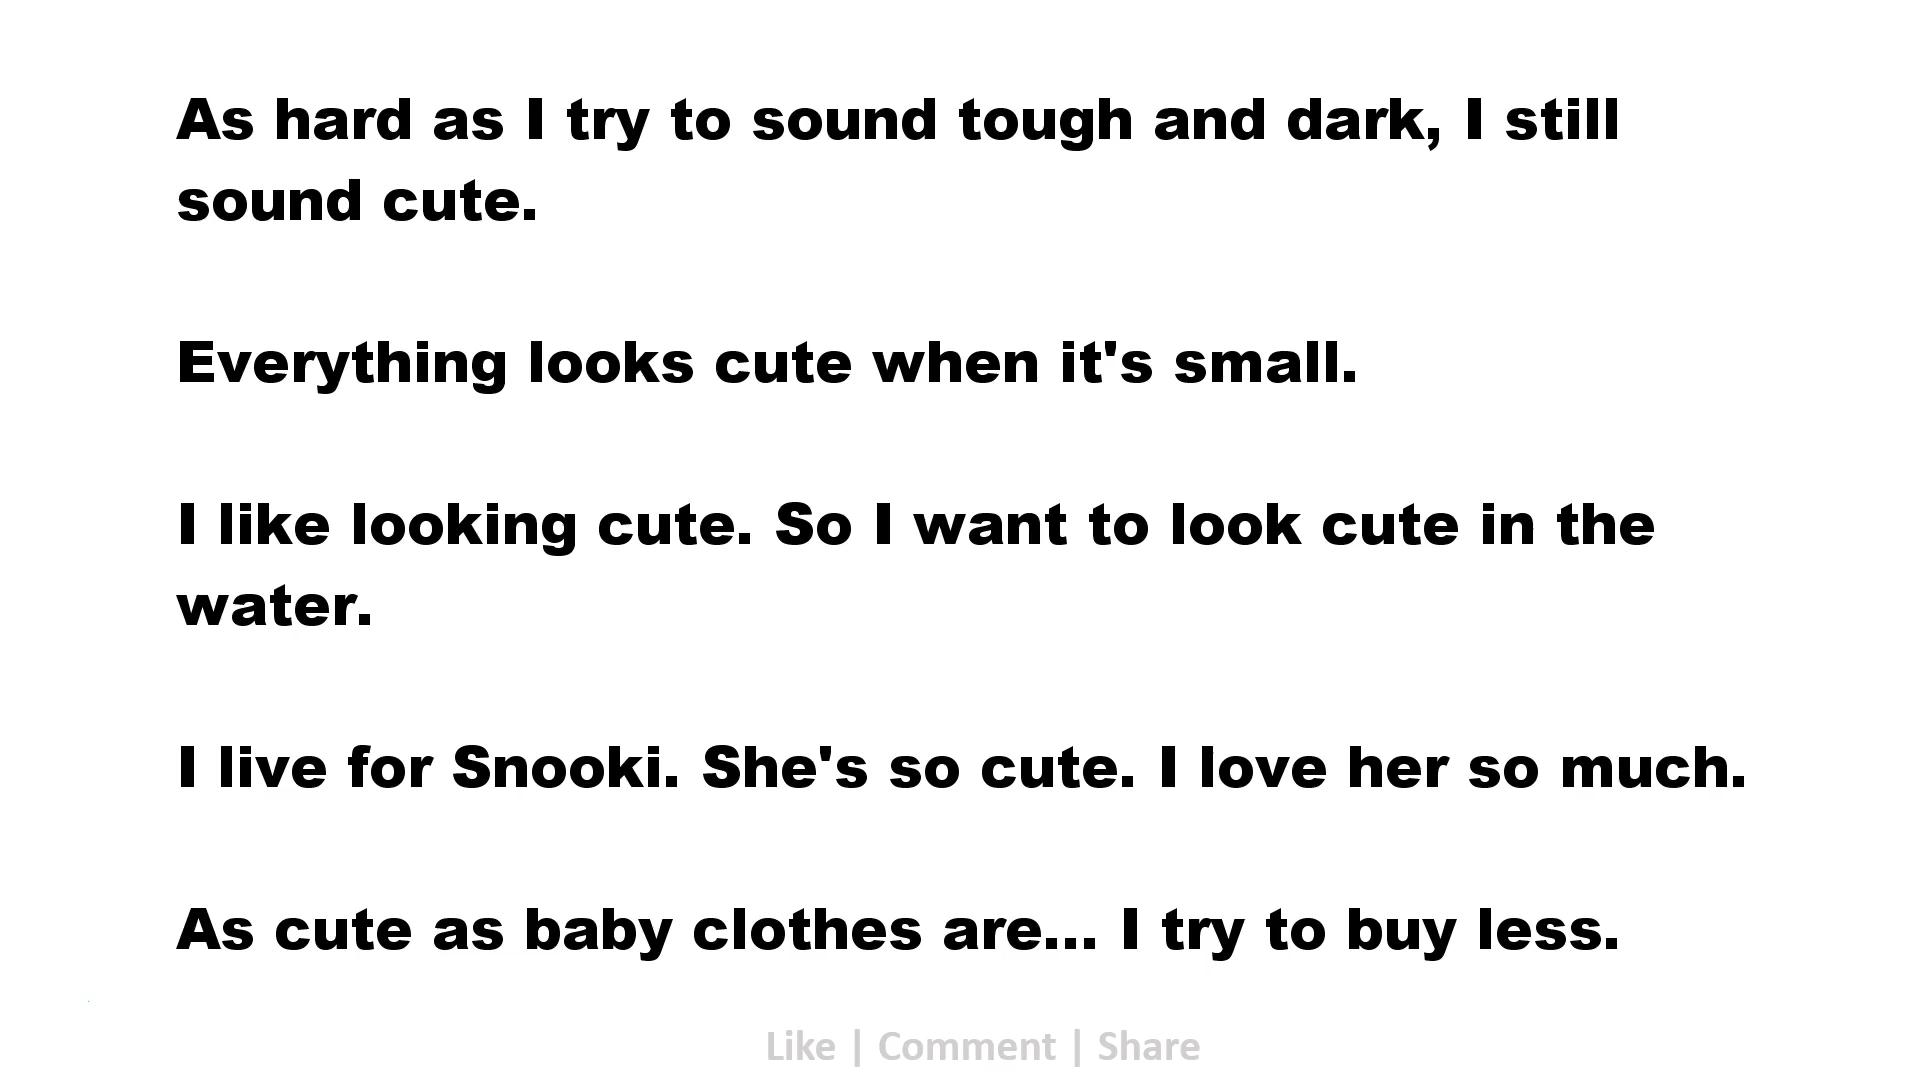 As hard as I try to sound tough and dark, I still
sound cute.
Everything looks cute when it's small.
I like looking cute. So I want to look cute in the
water.
I live for Snooki. She's so cute. I love her so much.
As cute as baby clothes are... I try to buy less.
Like | Comment | Share